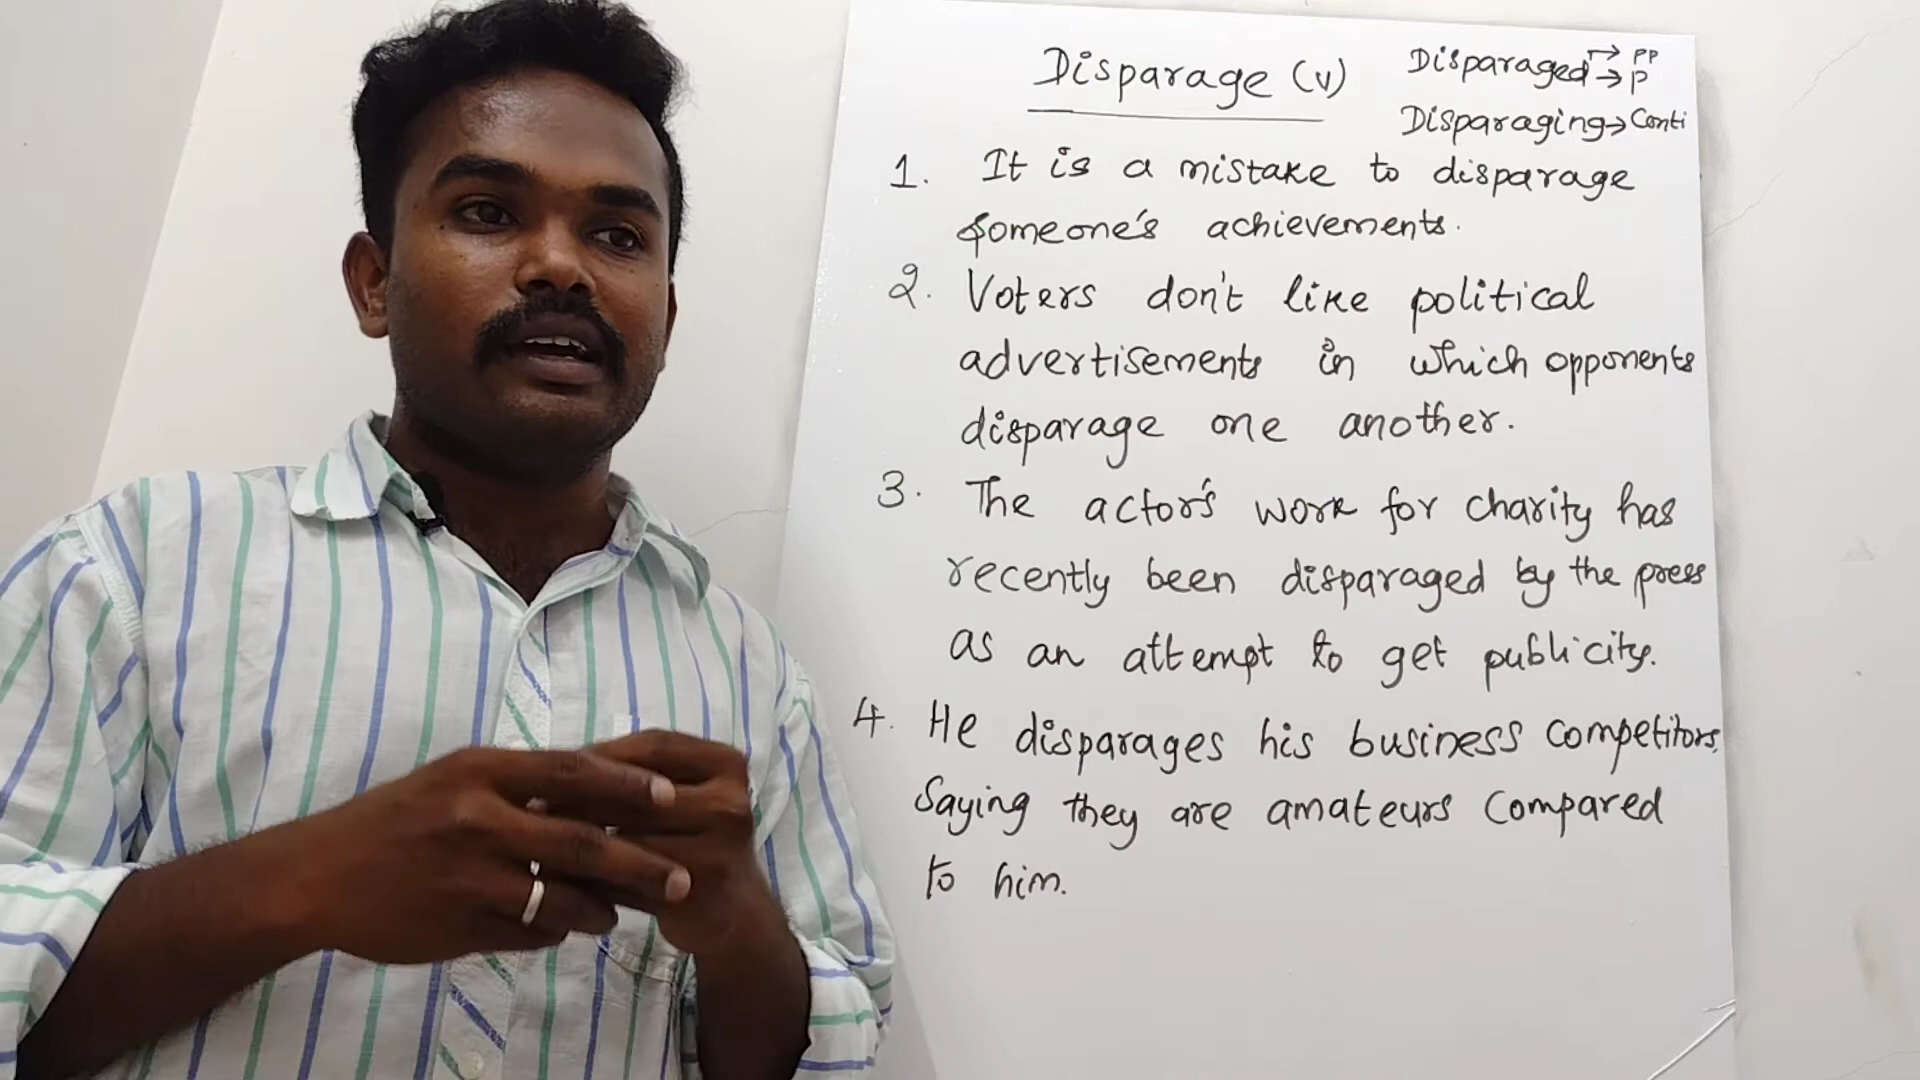 Disparage (v)
Disparaged → PP
→ P
Disparaging → Conti
1. It is a mistake to disparage
someone's achievements.
2. Voters don't like political
advertisements in which opponents
disparage one another.
3. The actor's work for charity has
recently been disparaged by the press
as an attempt to get publicity.
4. He disparages his business competitors,
Saying they are amateurs compared
to him.